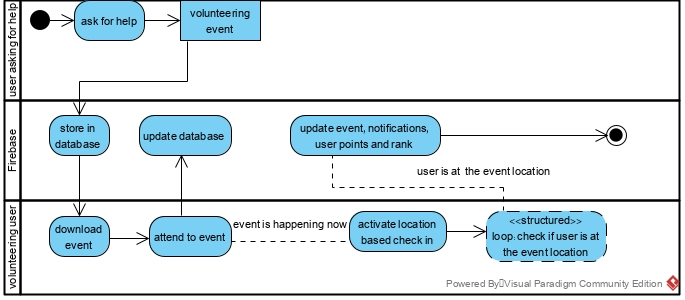 user asking for help
ask for help
volunteering
event
Firebase
store in
database
update database
update event, notifications,
user points and rank
user is at the event location
volunteering user
download
event
attend to event
event is happening now
activate location
based check in
<<structured>>
loop: check if user is at
the event location
Powered By Visual Paradigm Community Edition